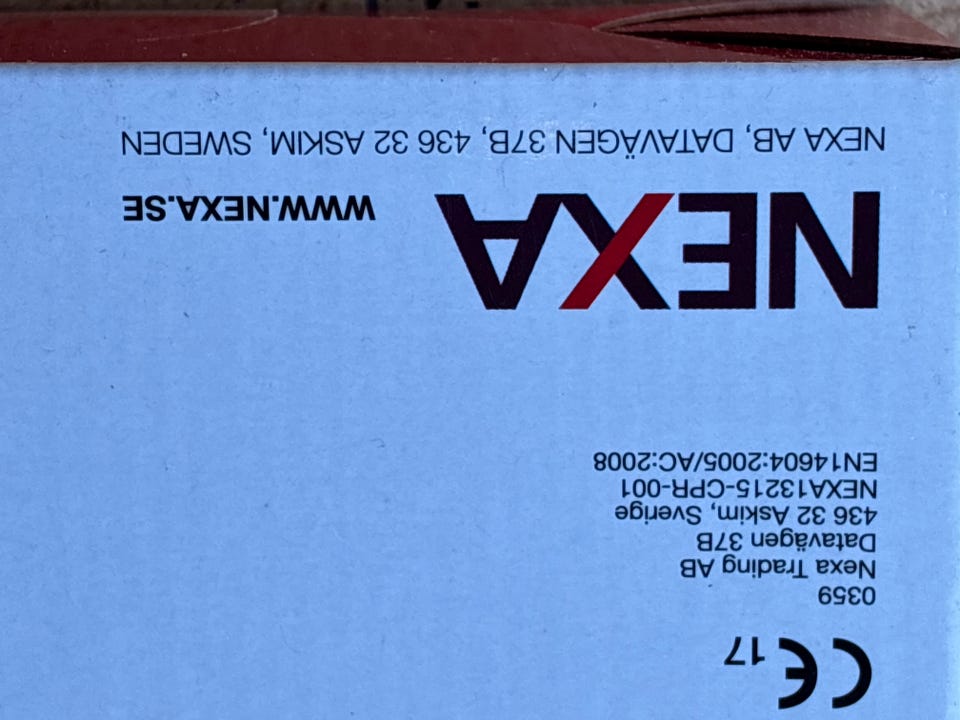 CE 17
0359
Nexa Trading AB
Datavägen 37B
436 32 Askim, Sverige
NEXA13215-CPR-001
EN14604:2005/AC:2008
NEXA WWW.NEXA.SE
NEXA AB, DATAVÄGEN 37B, 436 32 ASKIM, SWEDEN